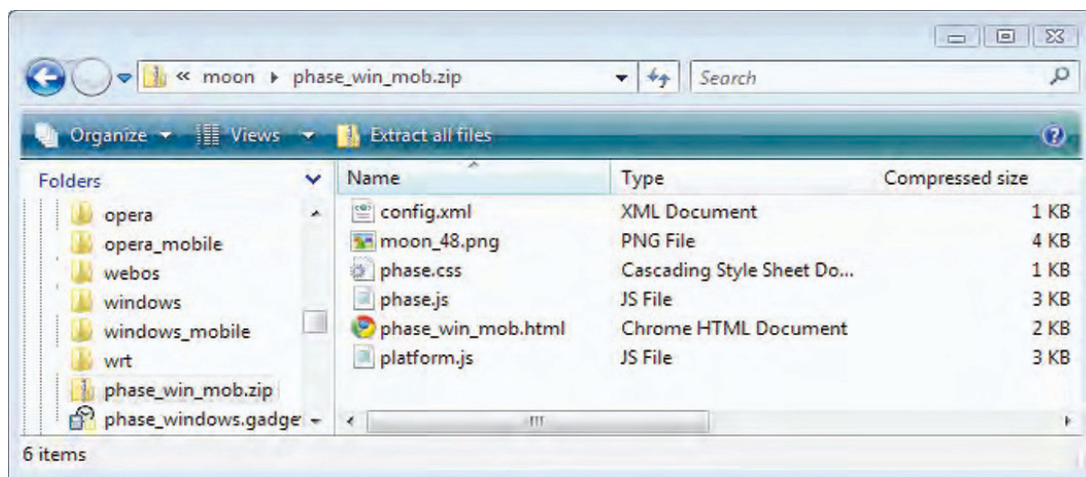 « moon ▸ phase_win_mob.zip Search
Organize Views Extract all files
Folders Name Type Compressed size
opera config.xml XML Document 1 KB
opera_mobile moon_48.png PNG File 4 KB
webos phase.css Cascading Style Sheet Do... 1 KB
windows phase.js JS File 3 KB
windows_mobile phase_win_mob.html Chrome HTML Document 2 KB
wrt platform.js JS File 3 KB
phase_win_mob.zip
phase_windows.gadge
6 items